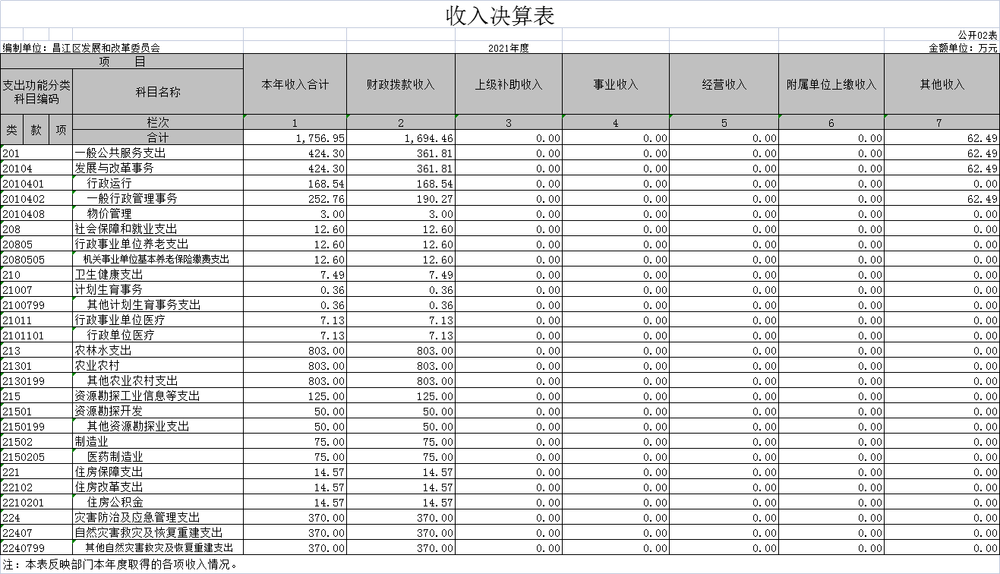 收入决算表
公开02表
编制单位：昌江区发展和改革委员会 2021年度 金额单位：万元
项 目 本年收入合计 财政拨款收入 上级补助收入 事业收入 经营收入 附属单位上缴收入 其他收入
支出功能分类科目编码 科目名称
类 款 项 栏次 1 2 3 4 5 6 7
合计 1,756.95 1,694.46 0.00 0.00 0.00 0.00 62.49
201 一般公共服务支出 424.30 361.81 0.00 0.00 0.00 0.00 62.49
20104 发展与改革事务 424.30 361.81 0.00 0.00 0.00 0.00 62.49
2010401 行政运行 168.54 168.54 0.00 0.00 0.00 0.00 0.00
2010402 一般行政管理事务 252.76 190.27 0.00 0.00 0.00 0.00 62.49
2010408 物价管理 3.00 3.00 0.00 0.00 0.00 0.00 0.00
208 社会保障和就业支出 12.60 12.60 0.00 0.00 0.00 0.00 0.00
20805 行政事业单位养老支出 12.60 12.60 0.00 0.00 0.00 0.00 0.00
2080505 机关事业单位基本养老保险缴费支出 12.60 12.60 0.00 0.00 0.00 0.00 0.00
210 卫生健康支出 7.49 7.49 0.00 0.00 0.00 0.00 0.00
21007 计划生育事务 0.36 0.36 0.00 0.00 0.00 0.00 0.00
2100799 其他计划生育事务支出 0.36 0.36 0.00 0.00 0.00 0.00 0.00
21011 行政事业单位医疗 7.13 7.13 0.00 0.00 0.00 0.00 0.00
2101101 行政单位医疗 7.13 7.13 0.00 0.00 0.00 0.00 0.00
213 农林水支出 803.00 803.00 0.00 0.00 0.00 0.00 0.00
21301 农业农村 803.00 803.00 0.00 0.00 0.00 0.00 0.00
2130199 其他农业农村支出 803.00 803.00 0.00 0.00 0.00 0.00 0.00
215 资源勘探工业信息等支出 125.00 125.00 0.00 0.00 0.00 0.00 0.00
21501 资源勘探开发 50.00 50.00 0.00 0.00 0.00 0.00 0.00
2150199 其他资源勘探业支出 50.00 50.00 0.00 0.00 0.00 0.00 0.00
21502 制造业 75.00 75.00 0.00 0.00 0.00 0.00 0.00
2150205 医药制造业 75.00 75.00 0.00 0.00 0.00 0.00 0.00
221 住房保障支出 14.57 14.57 0.00 0.00 0.00 0.00 0.00
22102 住房改革支出 14.57 14.57 0.00 0.00 0.00 0.00 0.00
2210201 住房公积金 14.57 14.57 0.00 0.00 0.00 0.00 0.00
224 灾害防治及应急管理支出 370.00 370.00 0.00 0.00 0.00 0.00 0.00
22407 自然灾害救灾及恢复重建支出 370.00 370.00 0.00 0.00 0.00 0.00 0.00
2240799 其他自然灾害救灾及恢复重建支出 370.00 370.00 0.00 0.00 0.00 0.00 0.00
注：本表反映部门本年度取得的各项收入情况。